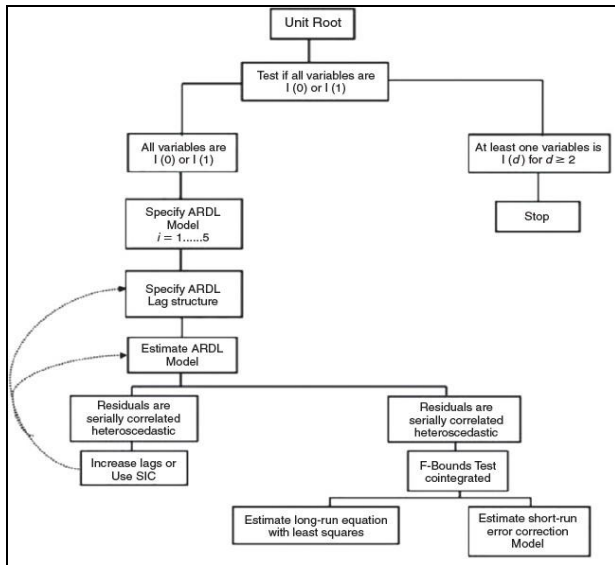 Unit Root
Test if all variables are
I (0) or I (1)
All variables are
I (0) or I (1)
At least one variables is
I (d) for d ≥ 2
Specify ARDL
Model
i = 1......5
Stop
Specify ARDL
Lag structure
Estimate ARDL
Model
Residuals are
serially correlated
heteroscedastic
Residuals are
serially correlated
heteroscedastic
Increase lags or
Use SIC
F-Bounds Test
cointegrated
Estimate long-run equation
with least squares
Estimate short-run
error correction
Model